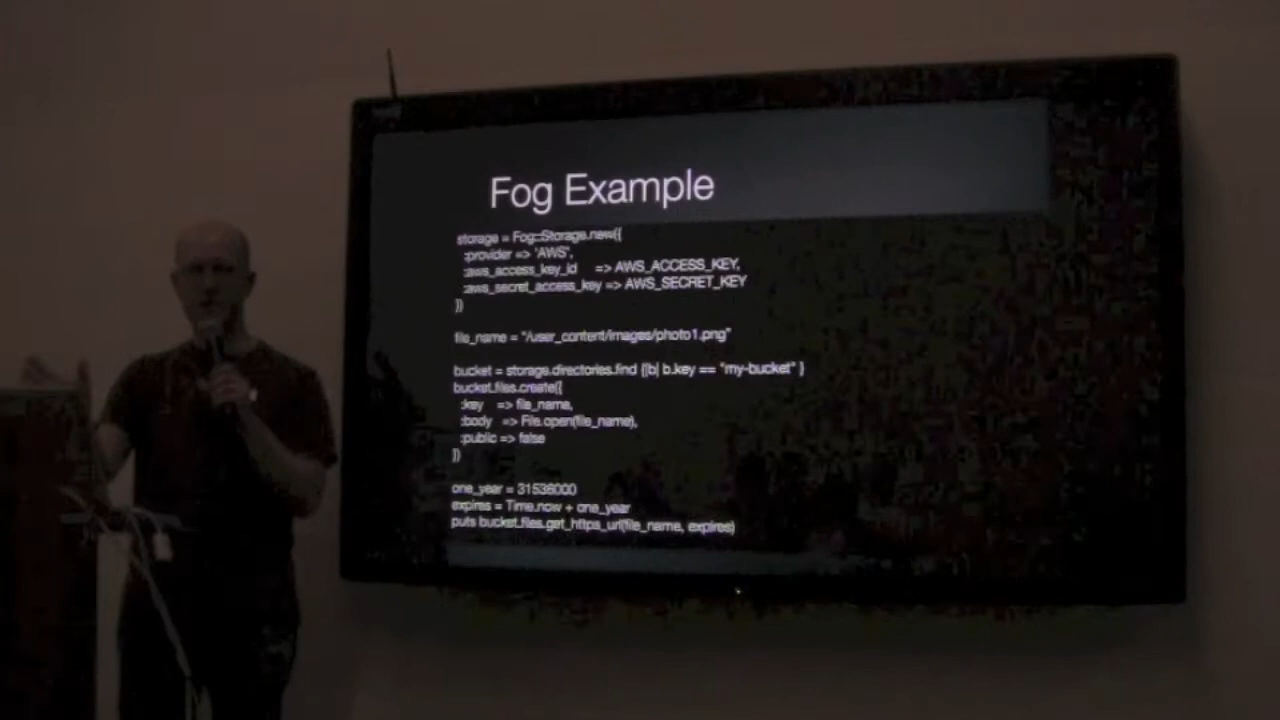 Fog Example
storage = Fog::Storage.new({
:provider => 'AWS',
:aws_access_key_id => AWS_ACCESS_KEY,
:aws_secret_access_key => AWS_SECRET_KEY
})
file_name = "/user_content/images/photo1.png"
bucket = storage.directories.find {|b| b.key == "my-bucket" }
bucket.files.create({
:key => file_name,
:body => File.open(file_name),
:public => false
})
one_year = 31536000
expires = Time.now + one_year
puts bucket.files.get_https_url(file_name, expires)